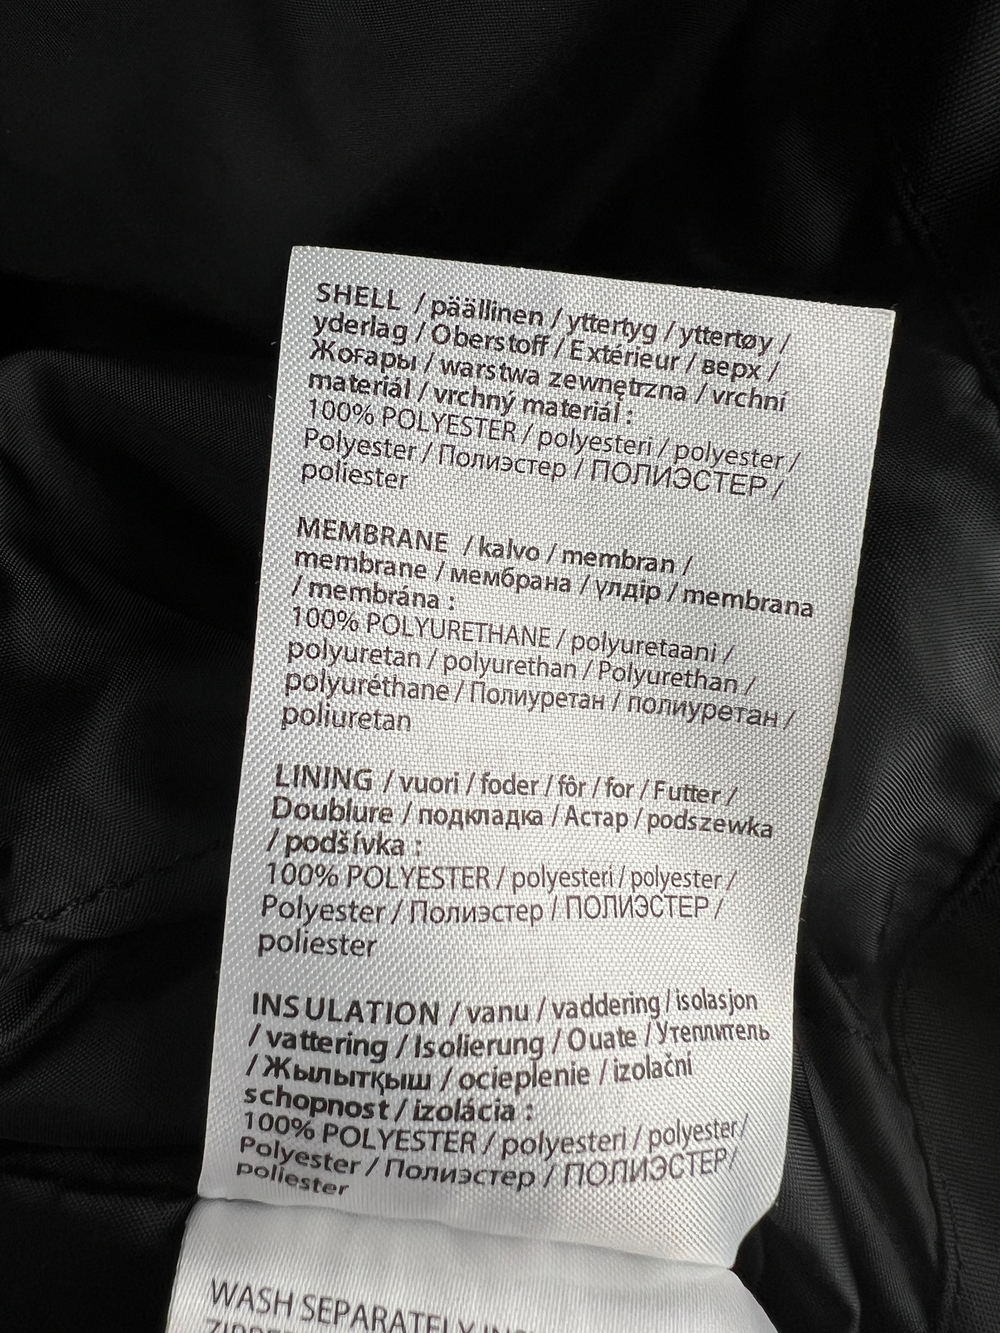 SHELL / päällinen / yttertyg / yttertøy /
yderlag / Oberstoff / Extérieur / верх /
Жоғары / warstwa zewnętrzna / vrchní
materiál / vrchný materiál :
100% POLYESTER / polyesteri / polyester /
Polyester / Полиэстер / ПОЛИЭСТЕР /
poliester
MEMBRANE / kalvo / membran /
membrane / мембрана / үлдір / membrana
/ membrána :
100% POLYURETHANE / polyuretaani /
polyuretan / polyurethan / Polyurethan /
polyuréthane / Полиуретан / полиуретан /
poliuretan
LINING / vuori / foder / fôr / for / Futter /
Doublure / подкладка / Астар / podszewka
/ podšívka :
100% POLYESTER / polyesteri / polyester /
Polyester / Полиэстер / ПОЛИЭСТЕР /
poliester
INSULATION / vanu / vaddering / isolasjon
/ vattering / Isolierung / Ouate / Утеплитель
/ Жылытқыш / ocieplenie / izolační
schopnost / izolácia :
100% POLYESTER / polyesteri / polyester/
Polyester / Полиэстер / ПОЛИЭСТЕР/
poliester
WASH SEPARATELY